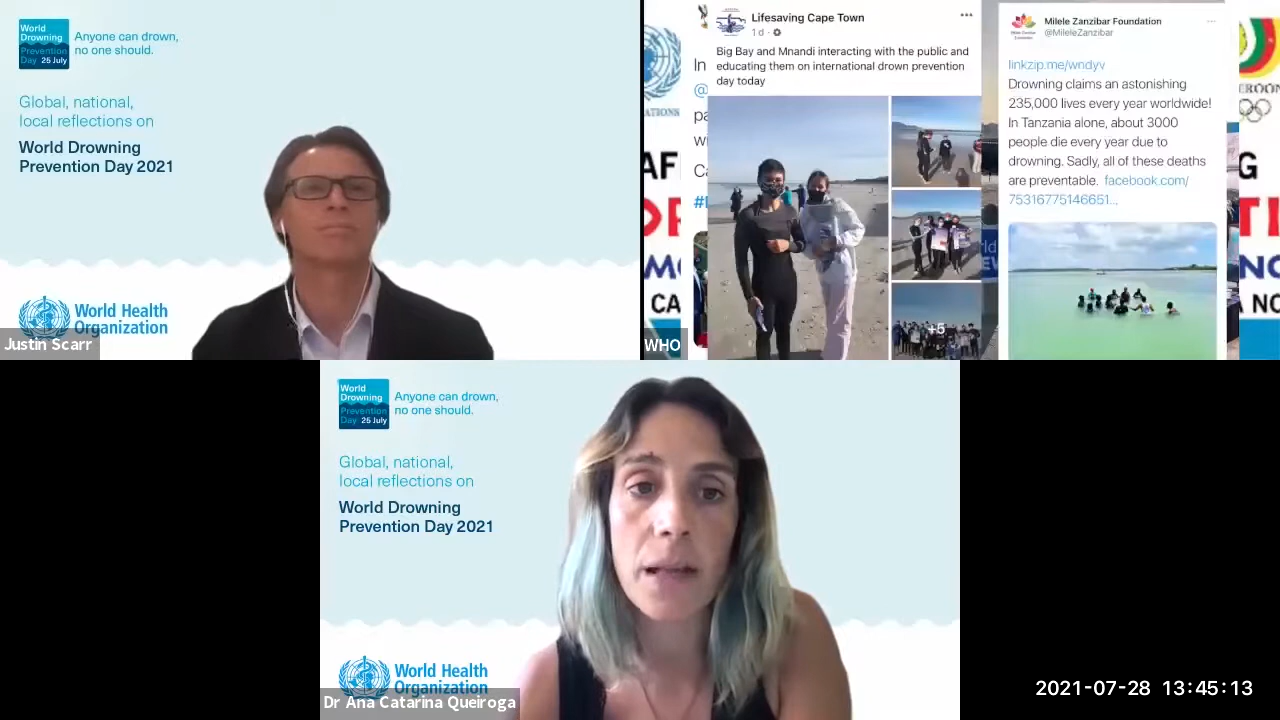 World
Drowning
Prevention
Day 25 July
Anyone can drown,
no one should.
Global, national,
local reflections on
World Drowning
Prevention Day 2021
World Health
Organization
Justin Scarr
Lifesaving Cape Town
1 d
Big Bay and Mnandi interacting with the public and
educating them on international drown prevention
day today
+5
In
@
pa
wi
Ca
WHO
Milele Zanzibar Foundation
@MileleZanzibar
linkzip.me/wndyv
Drowning claims an astonishing
235,000 lives every year worldwide!
In Tanzania alone, about 3000
people die every year due to
drowning. Sadly, all of these deaths
are preventable. facebook.com/
75316775146651...
World
Drowning
Prevention
Day 25 July
Anyone can drown,
no one should.
Global, national,
local reflections on
World Drowning
Prevention Day 2021
World Health
Organization
Dr Ana Catarina Queiroga
2021-07-28 13:45:13